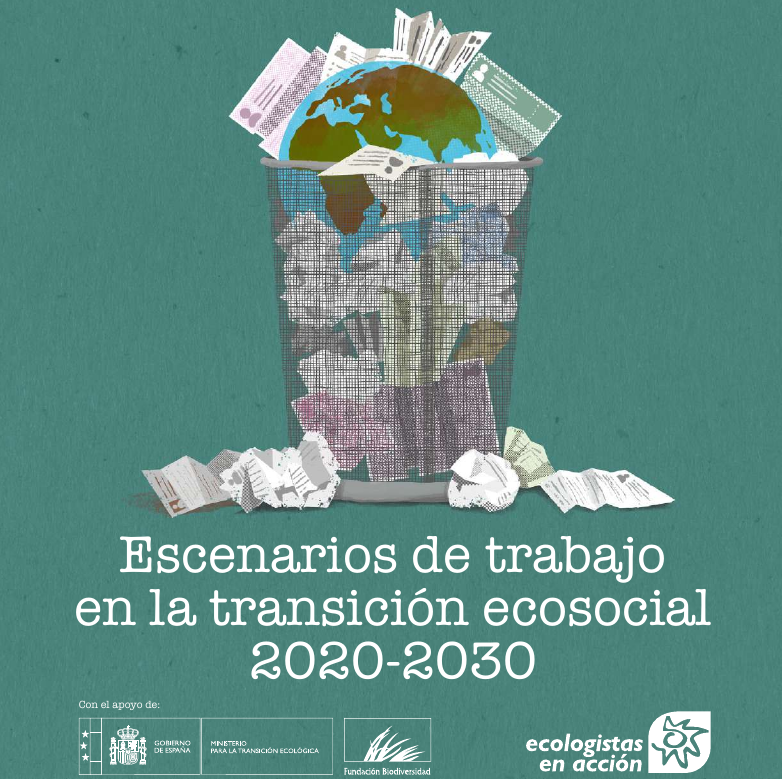 Escenarios de trabajo
en la transición ecosocial
2020-2030
Con el apoyo de:
GOBIERNO
DE ESPAÑA
MINISTERIO
PARA LA TRANSICIÓN ECOLÓGICA
Fundación Biodiversidad
ecologistas
en acción